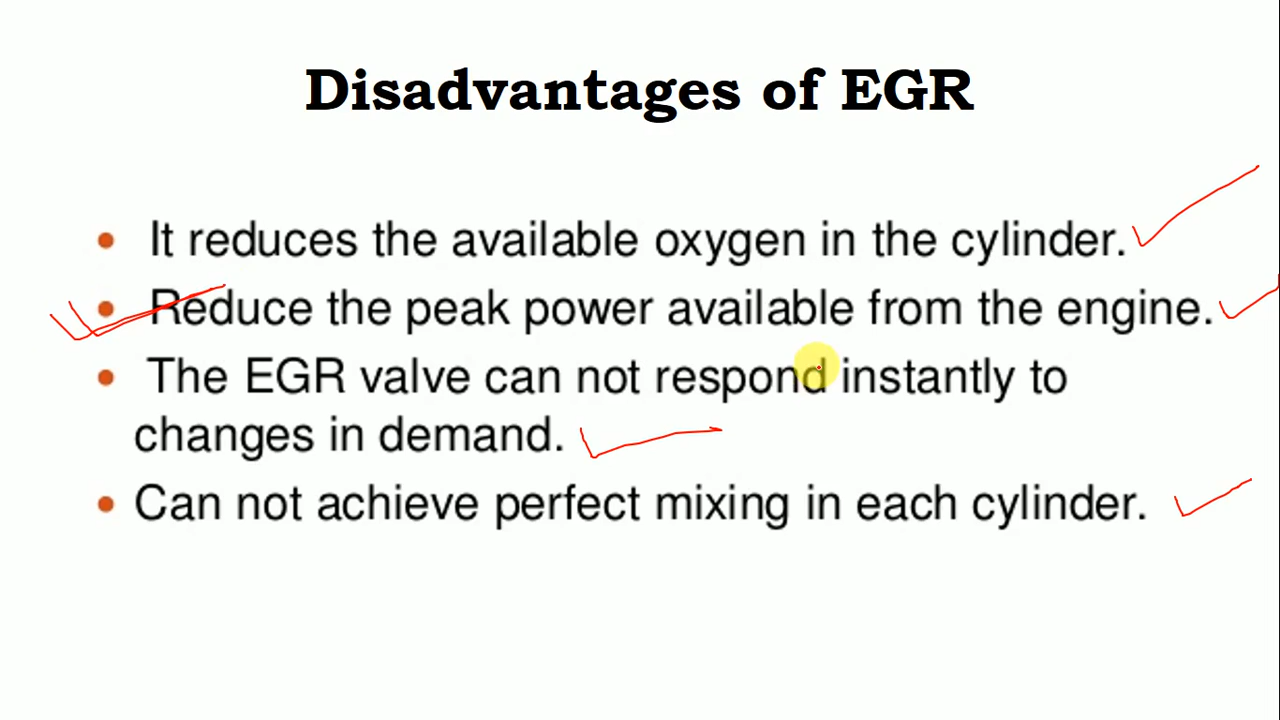 Disadvantages of EGR
• It reduces the available oxygen in the cylinder.
• Reduce the peak power available from the engine.
• The EGR valve can not respond instantly to
changes in demand.
• Can not achieve perfect mixing in each cylinder.